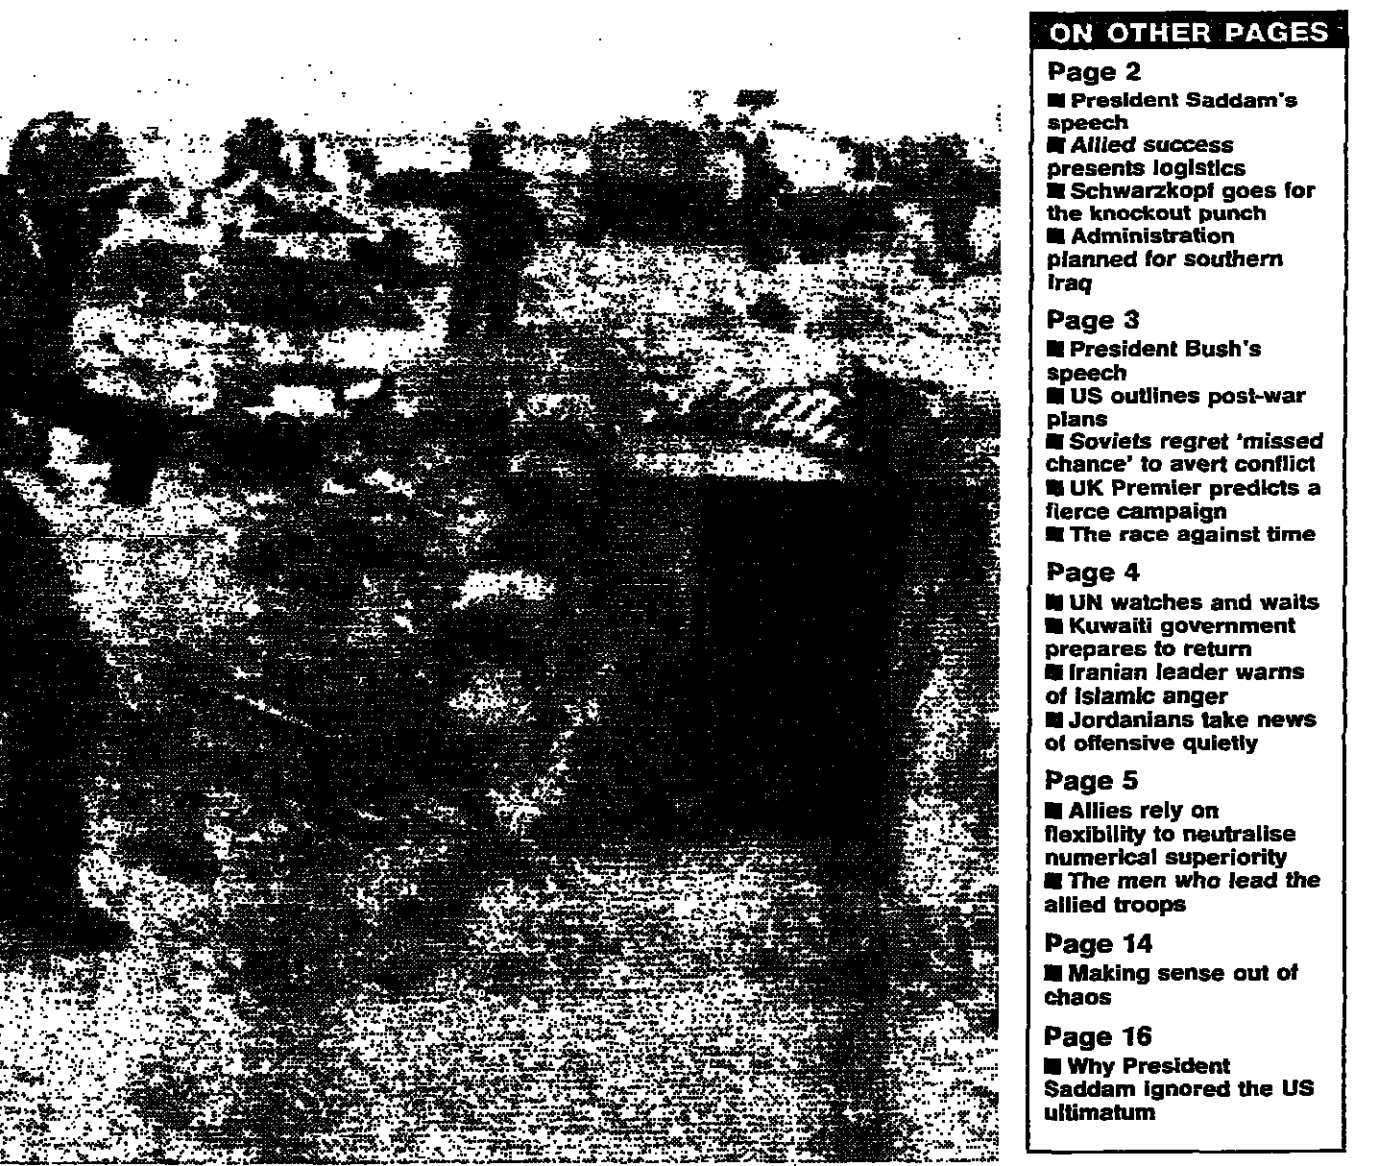 ON OTHER PAGES
Page 2
■ President Saddam's
speech
■ Allied success
presents logistics
■ Schwarzkopf goes for
the knockout punch
■ Administration
planned for southern
Iraq
Page 3
■ President Bush's
speech
■ US outlines post-war
plans
■ Soviets regret 'missed
chance' to avert conflict
■ UK Premier predicts a
fierce campaign
■ The race against time
Page 4
■ UN watches and waits
■ Kuwaiti government
prepares to return
■ Iranian leader warns
of Islamic anger
■ Jordanians take news
of offensive quietly
Page 5
■ Allies rely on
flexibility to neutralise
numerical superiority
■ The men who lead the
allied troops
Page 14
■ Making sense out of
chaos
Page 16
■ Why President
Saddam ignored the US
ultimatum